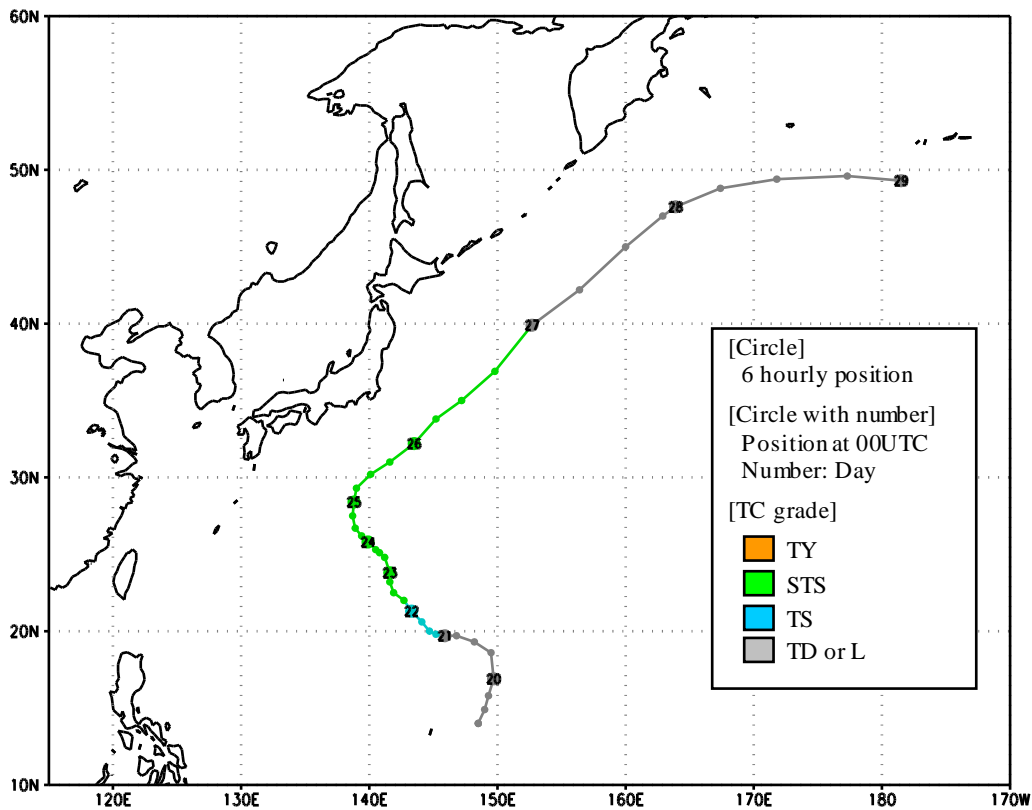 60N
50N
40N
30N
20N
10N
120E
130E
140E
150E
160E
170E
180
170W
29
28
27
26
25
24
23
22
21
20
[Circle]
6 hourly position
[Circle with number]
Position at 00UTC
Number: Day
[TC grade]
TY
STS
TS
TD or L